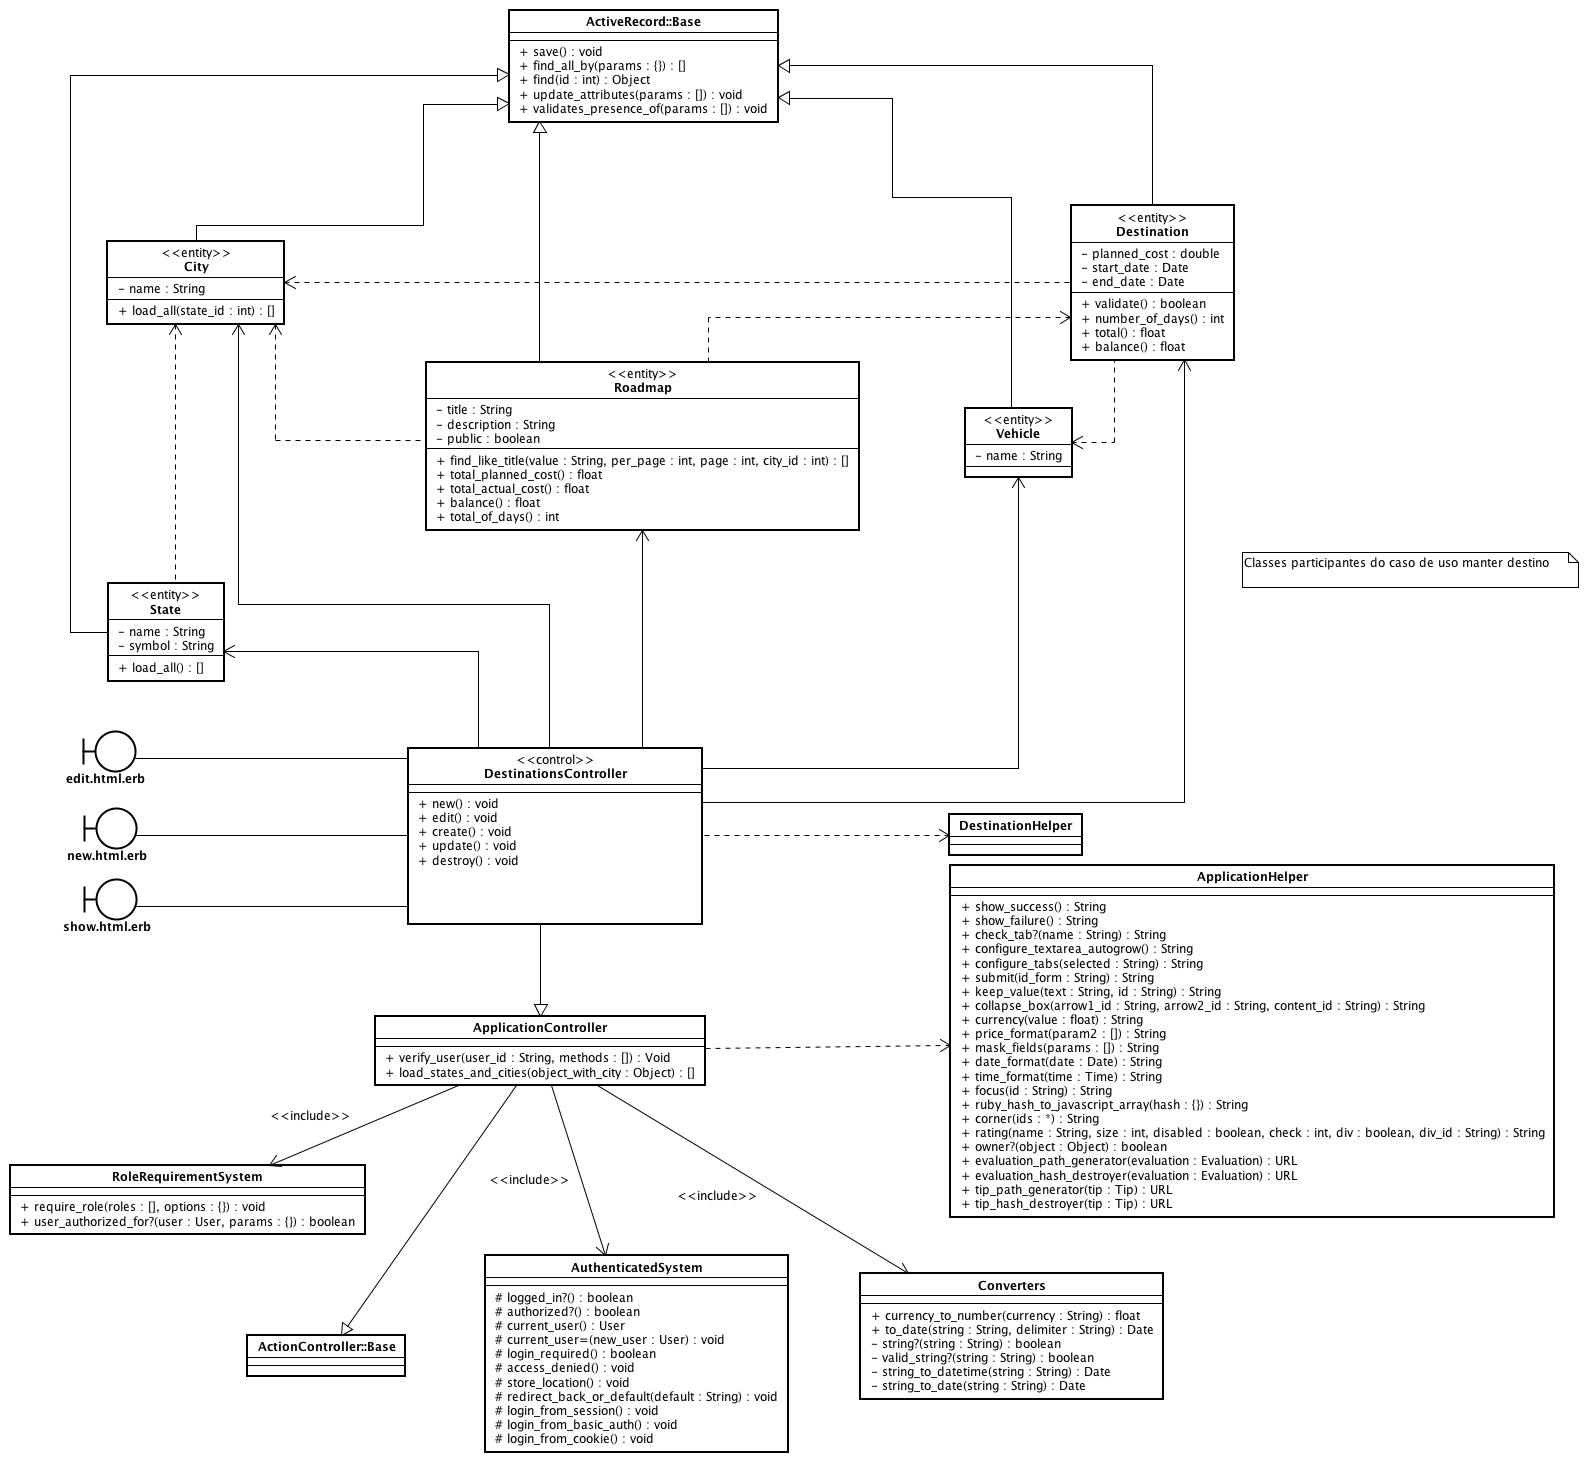 ActiveRecord::Base
+ save() : void
+ find_all_by(params : {}) : []
+ find(id : int) : Object
+ update_attributes(params : []) : void
+ validates_presence_of(params : []) : void
<<entity>>
Destination
- planned_cost : double
- start_date : Date
- end_date : Date
+ validate() : boolean
+ number_of_days() : int
+ total() : float
+ balance() : float
<<entity>>
City
- name : String
+ load_all(state_id : int) : []
<<entity>>
Roadmap
- title : String
- description : String
- public : boolean
+ find_like_title(value : String, per_page : int, page : int, city_id : int) : []
+ total_planned_cost() : float
+ total_actual_cost() : float
+ balance() : float
+ total_of_days() : int
<<entity>>
Vehicle
- name : String
Classes participantes do caso de uso manter destino
<<entity>>
State
- name : String
- symbol : String
+ load_all() : []
edit.html.erb
new.html.erb
show.html.erb
<<control>>
DestinationsController
+ new() : void
+ edit() : void
+ create() : void
+ update() : void
+ destroy() : void
DestinationHelper
ApplicationHelper
+ show_success() : String
+ show_failure() : String
+ check_tab?(name : String) : String
+ configure_textarea_autogrow() : String
+ configure_tabs(selected : String) : String
+ submit(id_form : String) : String
+ keep_value(text : String, id : String) : String
+ collapse_box(arrow1_id : String, arrow2_id : String, content_id : String) : String
+ currency(value : float) : String
+ price_format(param2 : []) : String
+ mask_fields(params : []) : String
+ date_format(date : Date) : String
+ time_format(time : Time) : String
+ focus(id : String) : String
+ ruby_hash_to_javascript_array(hash : {}) : String
+ corner(ids : *) : String
+ rating(name : String, size : int, disabled : boolean, check : int, div : boolean, div_id : String) : String
+ owner?(object : Object) : boolean
+ evaluation_path_generator(evaluation : Evaluation) : URL
+ evaluation_hash_destroyer(evaluation : Evaluation) : URL
+ tip_path_generator(tip : Tip) : URL
+ tip_hash_destroyer(tip : Tip) : URL
ApplicationController
+ verify_user(user_id : String, methods : []) : Void
+ load_states_and_cities(object_with_city : Object) : []
<<include>>
<<include>>
<<include>>
RoleRequirementSystem
+ require_role(roles : [], options : {}) : void
+ user_authorized_for?(user : User, params : {}) : boolean
ActionController::Base
AuthenticatedSystem
# logged_in?() : boolean
# authorized?() : boolean
# current_user() : User
# current_user=(new_user : User) : void
# login_required() : boolean
# access_denied() : void
# store_location() : void
# redirect_back_or_default(default : String) : void
# login_from_session() : void
# login_from_basic_auth() : void
# login_from_cookie() : void
Converters
+ currency_to_number(currency : String) : float
+ to_date(string : String, delimiter : String) : Date
- string?(string : String) : boolean
- valid_string?(string : String) : boolean
- string_to_datetime(string : String) : Date
- string_to_date(string : String) : Date